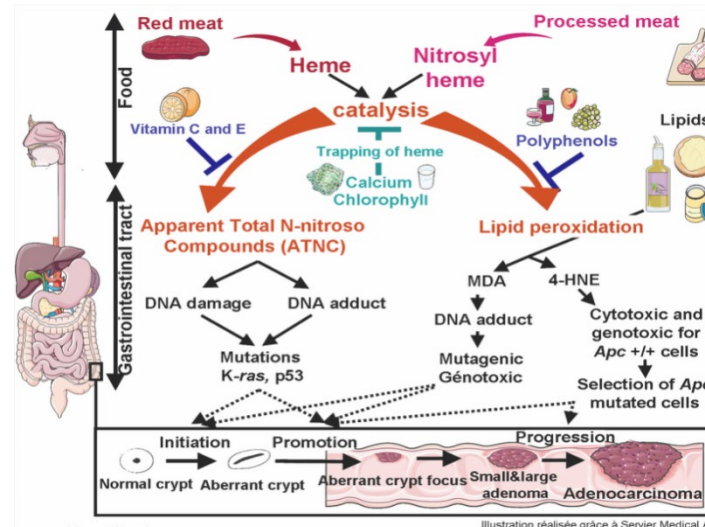 Red meat
Processed meat
Heme
Nitrosyl
heme
Food
catalysis
Vitamin C and E
Polyphenols
Lipids
Trapping of heme
Calcium
Chlorophyll
Gastrointestinal tract
Apparent Total N-nitroso
Compounds (ATNC)
Lipid peroxidation
MDA
4-HNE
DNA damage
DNA adduct
DNA adduct
Cytotoxic and
genotoxic for
Apc +/+ cells
Mutations
K-ras, p53
Mutagenic
Génotoxic
Selection of Apc
mutated cells
Initiation
Promotion
Progression
Normal crypt
Aberrant crypt
Aberrant crypt focus
Small&large
adenoma
Adenocarcinoma
Illustration réalisée grâce à Servier Medical